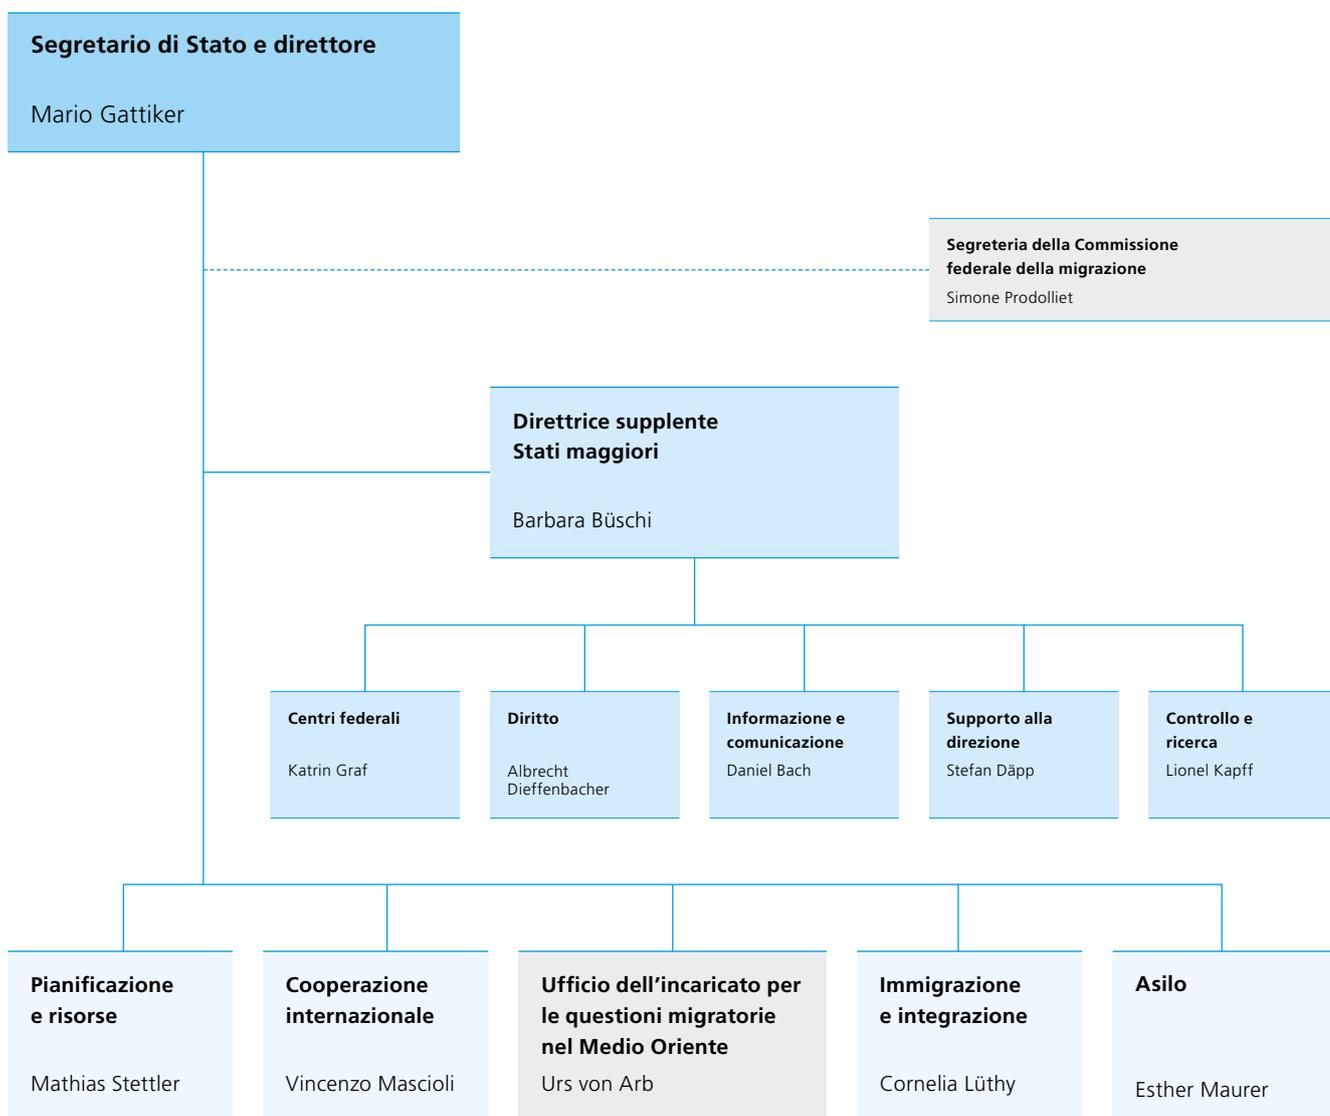 Segretario di Stato e direttore
Mario Gattiker
Segreteria della Commissione
federale della migrazione
Simone Prodolliet
Direttrice supplente
Stati maggiori
Barbara Büschi
Centri federali
Katrin Graf
Diritto
Albrecht
Dieffenbacher
Informazione e
comunicazione
Daniel Bach
Supporto alla
direzione
Stefan Däpp
Controllo e
ricerca
Lionel Kapff
Pianificazione
e risorse
Mathias Stettler
Cooperazione
internazionale
Vincenzo Mascioli
Ufficio dell’incaricato per
le questioni migratorie
nel Medio Oriente
Urs von Arb
Immigrazione
e integrazione
Cornelia Lüthy
Asilo
Esther Maurer